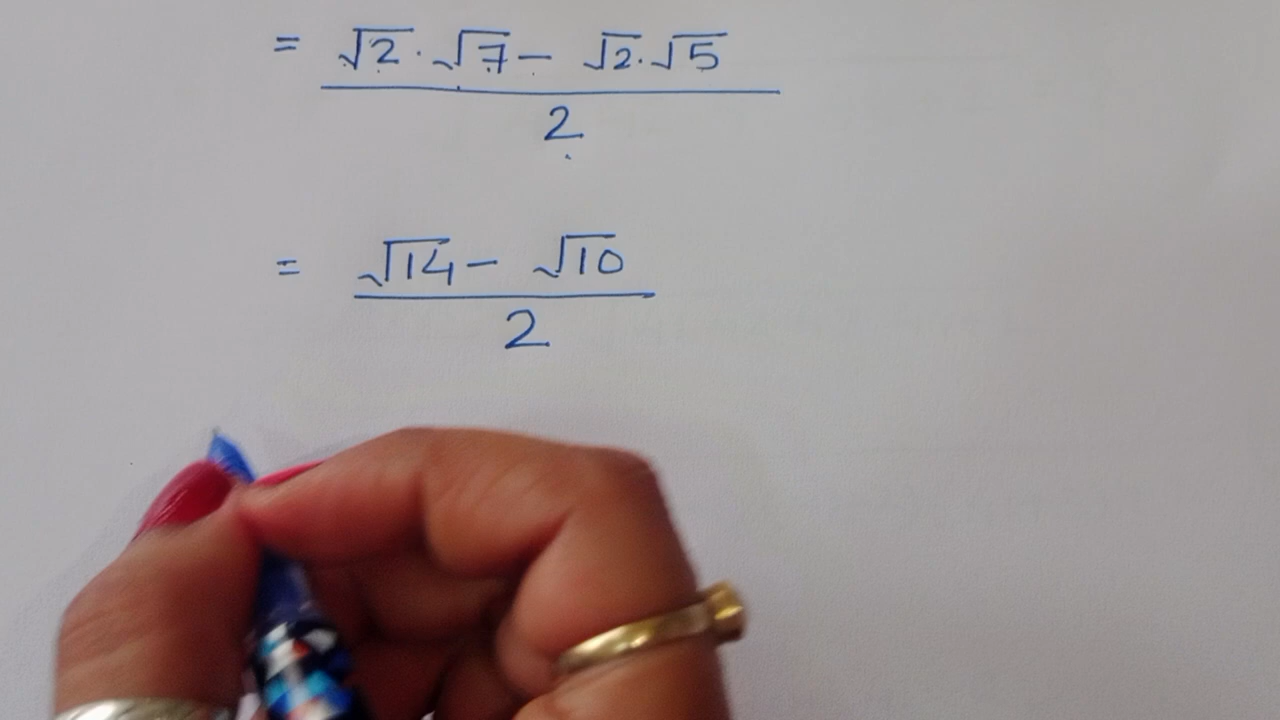 = √2 · √7 − √2 · √5
2
= √14 − √10
2